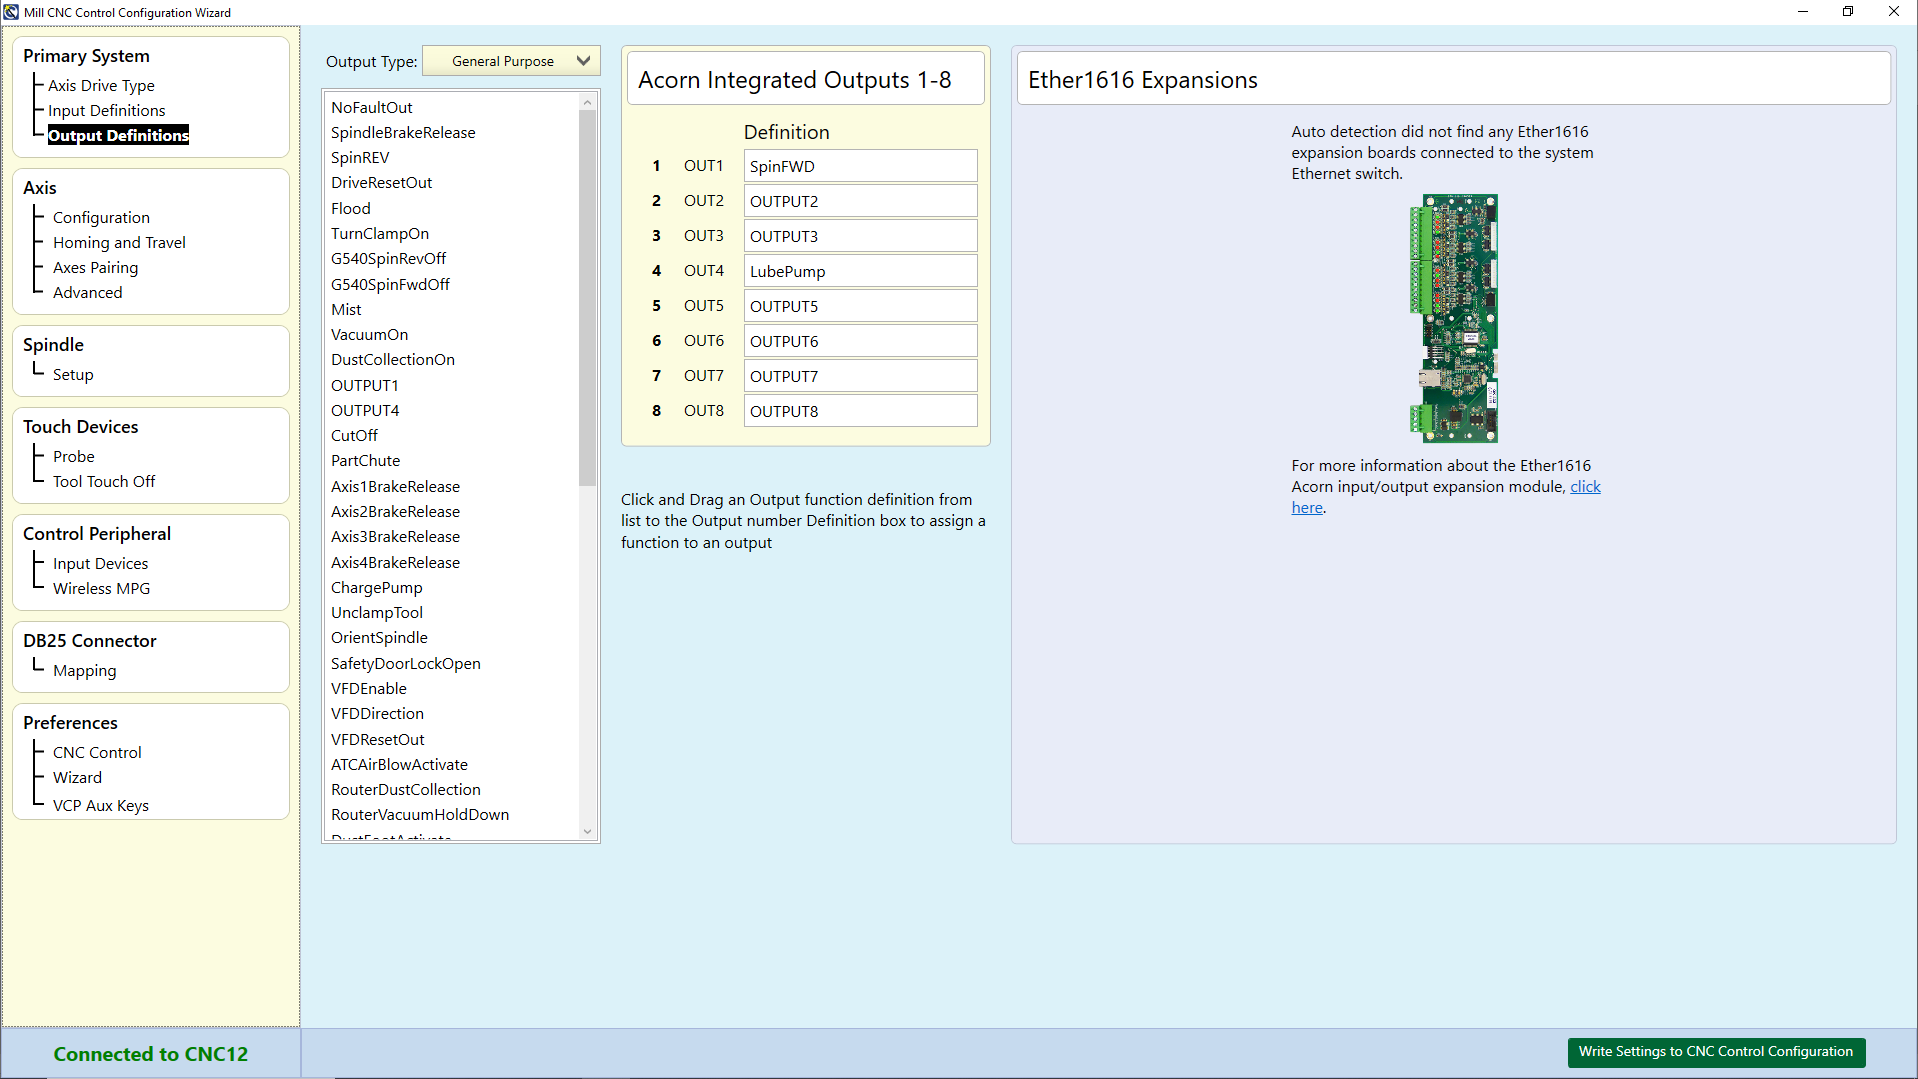 Mill CNC Control Configuration Wizard
Primary System
Axis Drive Type
Input Definitions
Output Definitions
Axis
Configuration
Homing and Travel
Axes Pairing
Advanced
Spindle
Setup
Touch Devices
Probe
Tool Touch Off
Control Peripheral
Input Devices
Wireless MPG
DB25 Connector
Mapping
Preferences
CNC Control
Wizard
VCP Aux Keys
Connected to CNC12
Output Type: General Purpose
NoFaultOut
SpindleBrakeRelease
SpinREV
DriveResetOut
Flood
TurnClampOn
G540SpinRevOff
G540SpinFwdOff
Mist
VacuumOn
DustCollectionOn
OUTPUT1
OUTPUT4
CutOff
PartChute
Axis1BrakeRelease
Axis2BrakeRelease
Axis3BrakeRelease
Axis4BrakeRelease
ChargePump
UnclampTool
OrientSpindle
SafetyDoorLockOpen
VFDEnable
VFDDirection
VFDResetOut
ATCAirBlowActivate
RouterDustCollection
RouterVacuumHoldDown
DustFootActivate
Acorn Integrated Outputs 1-8
Definition
1 OUT1 SpinFWD
2 OUT2 OUTPUT2
3 OUT3 OUTPUT3
4 OUT4 LubePump
5 OUT5 OUTPUT5
6 OUT6 OUTPUT6
7 OUT7 OUTPUT7
8 OUT8 OUTPUT8
Click and Drag an Output function definition from
list to the Output number Definition box to assign a
function to an output
Ether1616 Expansions
Auto detection did not find any Ether1616
expansion boards connected to the system
Ethernet switch.
For more information about the Ether1616
Acorn input/output expansion module, click
here.
Write Settings to CNC Control Configuration